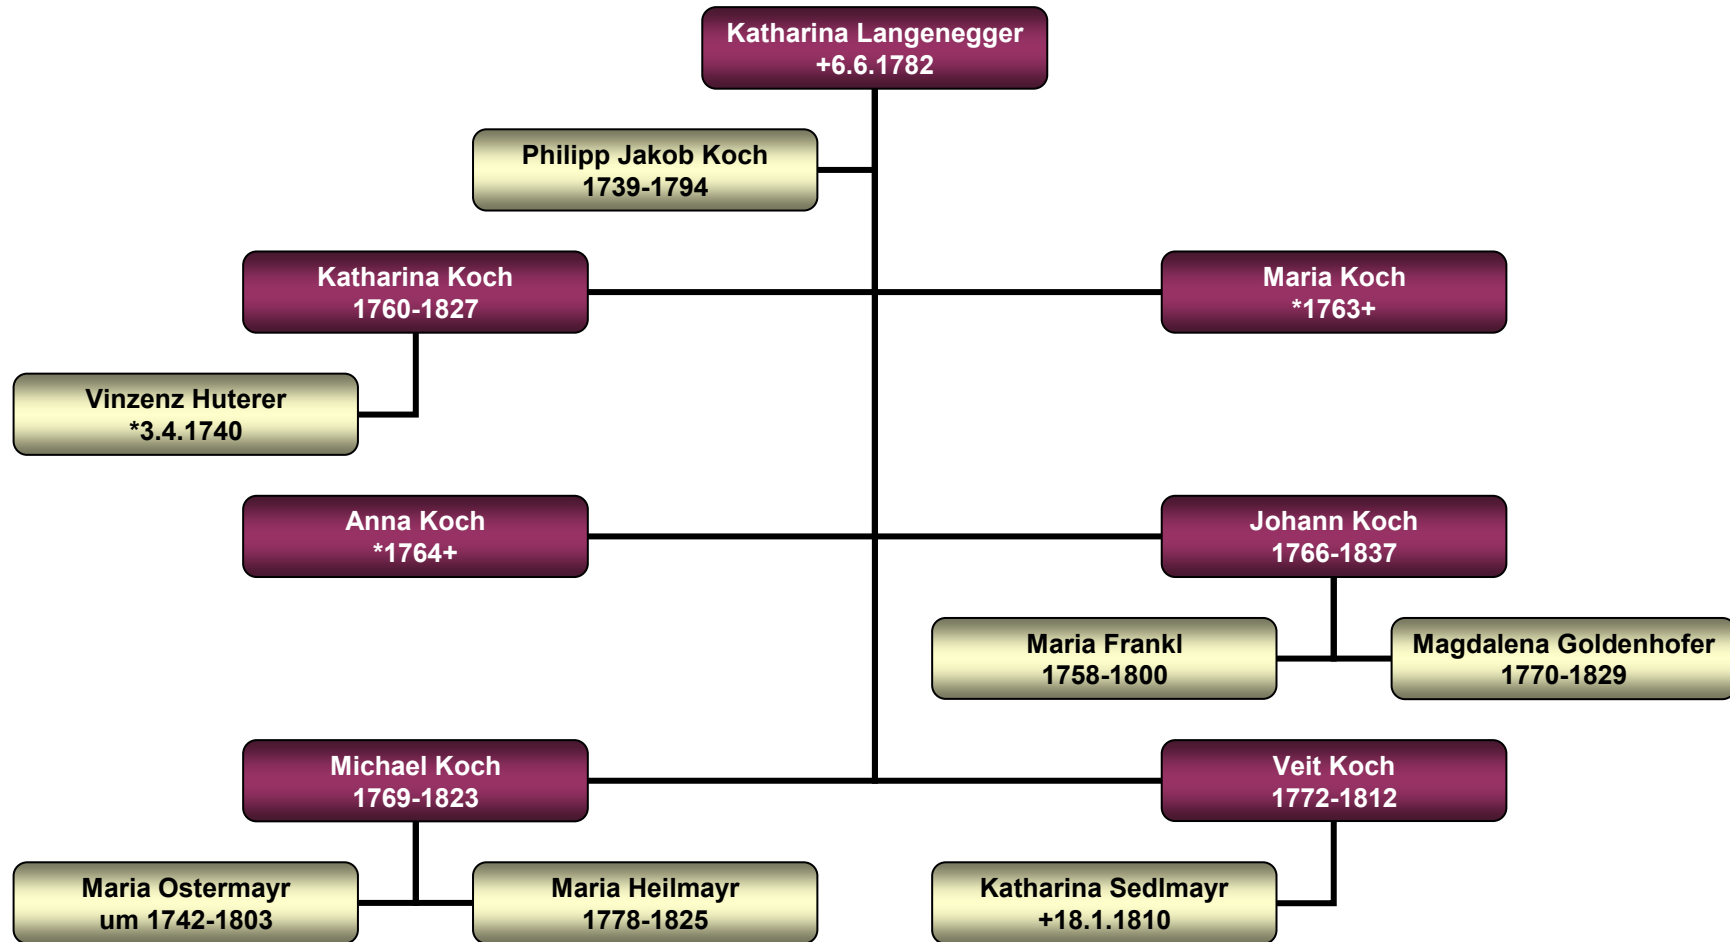 Katharina Langenegger
+6.6.1782
Philipp Jakob Koch
1739-1794
Katharina Koch
1760-1827
Maria Koch
*1763+
Vinzenz Huterer
*3.4.1740
Anna Koch
*1764+
Johann Koch
1766-1837
Maria Frankl
1758-1800
Magdalena Goldenhofer
1770-1829
Michael Koch
1769-1823
Veit Koch
1772-1812
Maria Ostermayr
um 1742-1803
Maria Heilmayr
1778-1825
Katharina Sedlmayr
+18.1.1810